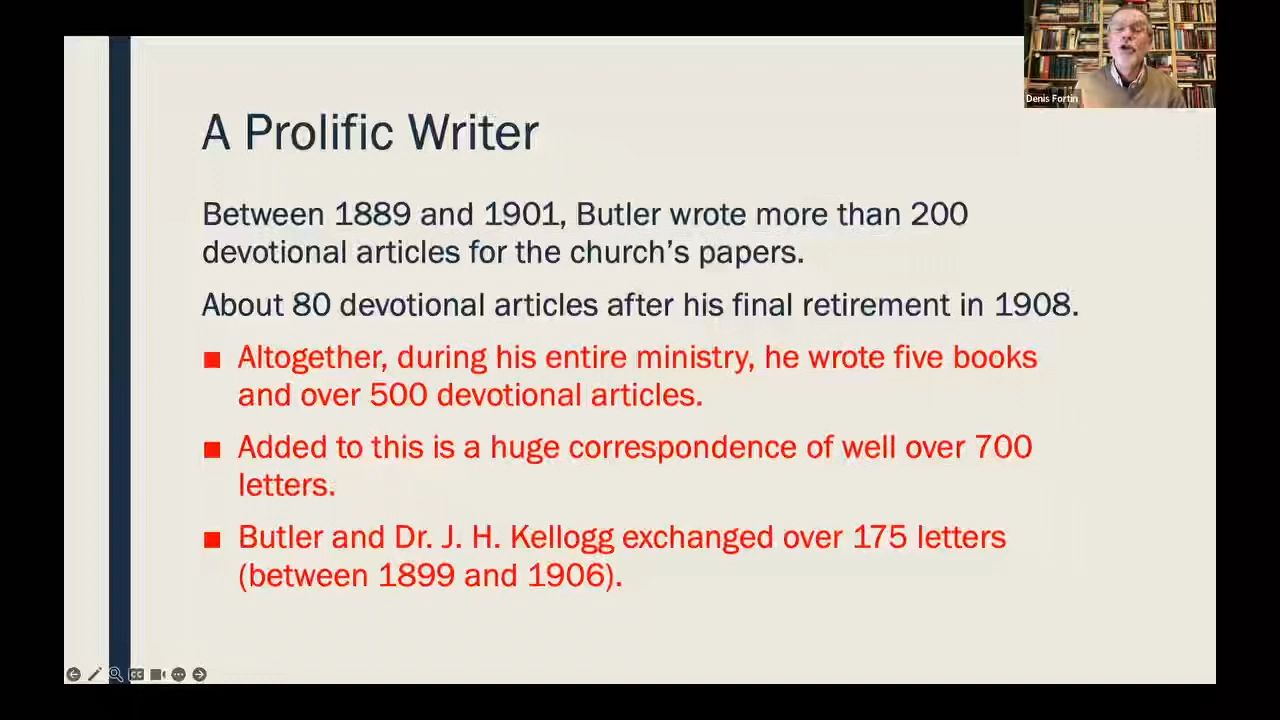 Denis Fortin
A Prolific Writer
Between 1889 and 1901, Butler wrote more than 200
devotional articles for the church's papers.
About 80 devotional articles after his final retirement in 1908.
■ Altogether, during his entire ministry, he wrote five books
and over 500 devotional articles.
■ Added to this is a huge correspondence of well over 700
letters.
■ Butler and Dr. J. H. Kellogg exchanged over 175 letters
(between 1899 and 1906).
CC